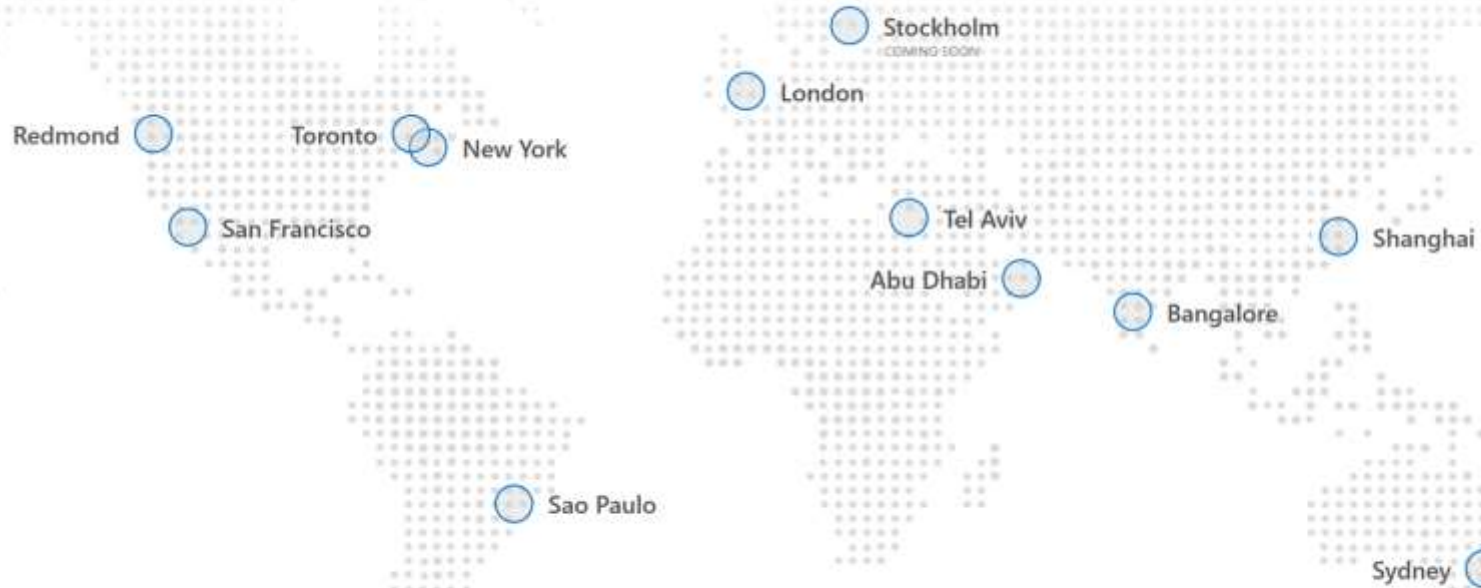 Stockholm
COMING SOON
London
Redmond
Toronto
New York
San Francisco
Tel Aviv
Shanghai
Abu Dhabi
Bangalore
Sao Paulo
Sydney